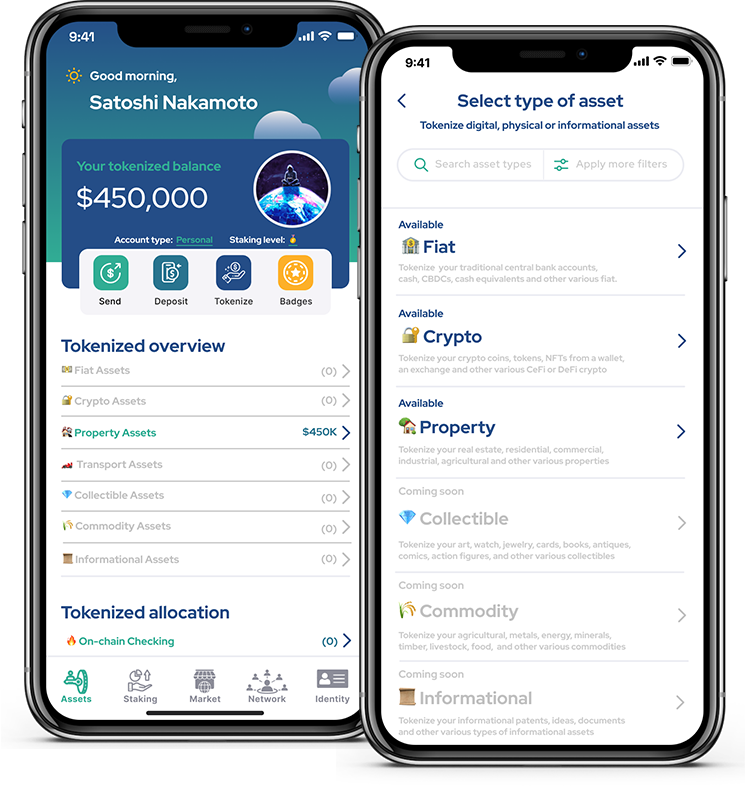 9:41
Good morning,
Satoshi Nakamoto
Your tokenized balance
$450,000
Account type: Personal Staking level:
Send Deposit Tokenize Badges
Tokenized overview
Fiat Assets (0)
Crypto Assets (0)
Property Assets $450K
Transport Assets (0)
Collectible Assets (0)
Commodity Assets (0)
Informational Assets (0)
Tokenized allocation
On-chain Checking (0)
Assets Staking Market Network Identity
9:41
Select type of asset
Tokenize digital, physical or informational assets
Search asset types Apply more filters
Available
Fiat
Tokenize your traditional central bank accounts,
cash, CBDCs, cash equivalents and other various fiat.
Available
Crypto
Tokenize your crypto coins, tokens, NFTs from a wallet,
an exchange and other various CeFi or DeFi crypto
Available
Property
Tokenize your real estate, residential, commercial,
industrial, agricultural and other various properties
Coming soon
Collectible
Tokenize your art, watch, jewelry, cards, books, antiques,
comics, action figures, and other various collectibles
Coming soon
Commodity
Tokenize your agricultural, metals, energy, minerals,
timber, livestock, food, and other various commodities
Coming soon
Informational
Tokenize your informational patents, ideas, documents
and other various types of informational assets